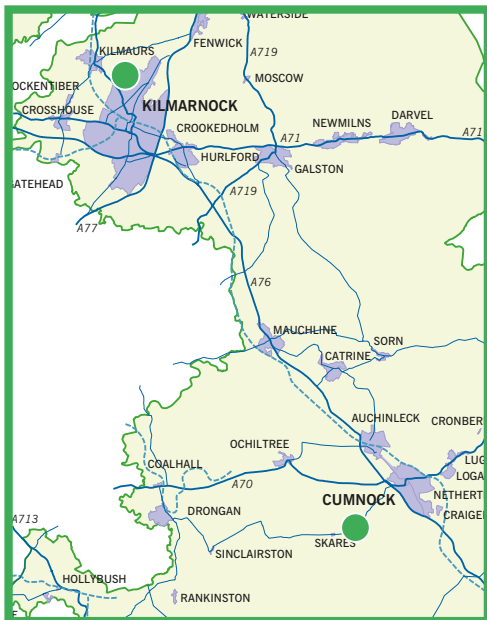 WATERSIDE
FENWICK
KILMAURS
A719
MOSCOW
OCKENTIBER
KILMARNOCK
CROSSHOUSE
CROOKEDHOLM
NEWMILNS
DARVEL
A71
A71
HURLFORD
GALSTON
GATEHEAD
A719
A77
A76
MAUCHLINE
SORN
CATRINE
AUCHINLECK
CRONBER
OCHILTREE
LUG
COALHALL
LOGA
A70
CUMNOCK
NETHERT
DRONGAN
CRAIGE
A713
SKARES
SINCLAIRSTON
HOLLYBUSH
RANKINSTON